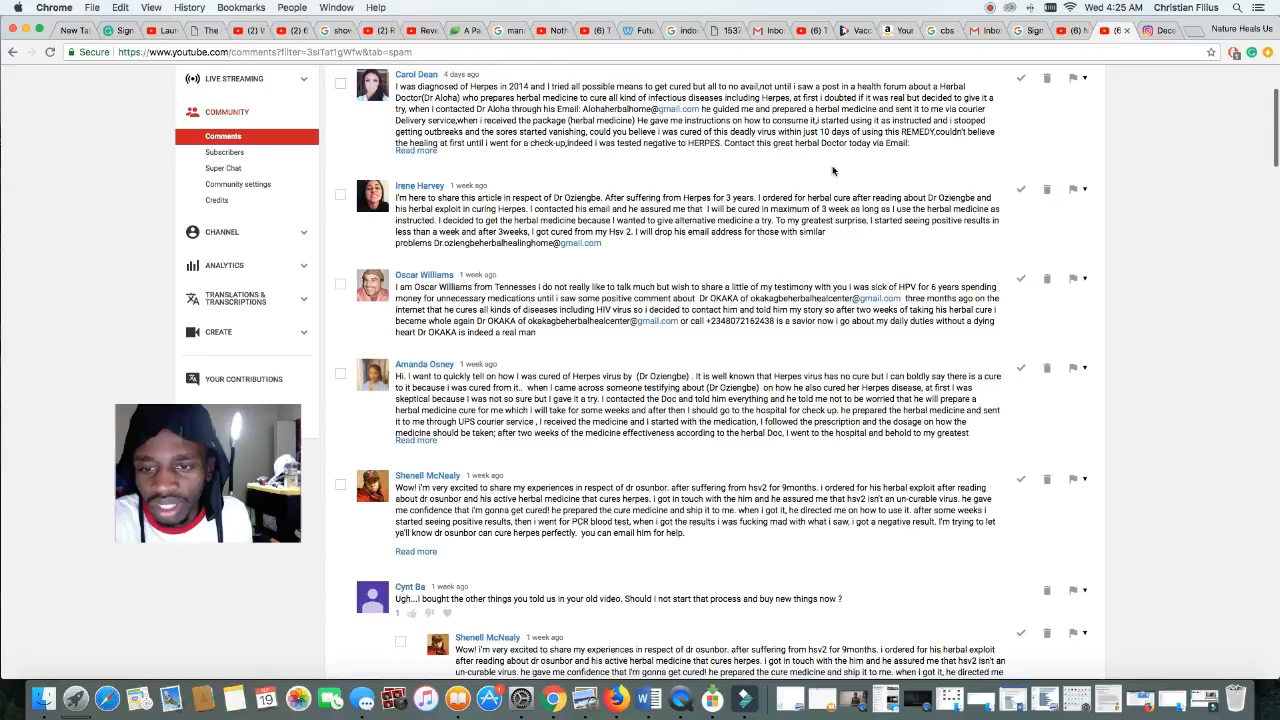 Chrome File Edit View History Bookmarks People Window Help
Wed 4:25 AM Christian Filius
New Tab
Sign
Laun
The
(2) V
(2) 6
show
(2) R
Reve
A Pa
man
Noth
(6) T
Futu
indo
1537
Inbo
(6) T
Vacc
Your
cbs
Inbo
(6) N
(6
Dece
Nature Heals Us
Secure https://www.youtube.com/comments?filter=3sITat1gWfw&tab=spam
LIVE STREAMING
COMMUNITY
Comments
Subscribers
Super Chat
Community settings
Credits
CHANNEL
ANALYTICS
TRANSLATIONS &
TRANSCRIPTIONS
CREATE
YOUR CONTRIBUTIONS
Carol Dean 4 days ago
I was diagnosed of Herpes in 2014 and I tried all possible means to get cured but all to no avail,not until i saw a post in a health forum about a Herbal
Doctor(Dr Aloha) who prepares herbal medicine to cure all kind of infectious diseases including Herpes, at first i doubted if it was real but decided to give it a
try, when i contacted Dr Aloha through his Email: Alohaherbalhome@gmail.com he guided me and prepared a herbal medicine and sent it to me via courier
Delivery service,when i received the package (herbal medicine) He gave me instructions on how to consume it,i started using it as instructed and i stooped
getting outbreaks and the sores started vanishing, could you believe i was cured of this deadly virus within just 10 days of using this REMEDY,couldn't believe
the healing at first until i went for a check-up,indeed i was tested negative to HERPES. Contact this great herbal Doctor today via Email:
Read more
Irene Harvey 1 week ago
I'm here to share this article in respect of Dr Oziengbe. After suffering from Herpes for 3 years. I ordered for herbal cure after reading about Dr Oziengbe and
his herbal exploit in curing Herpes. I contacted his email and he assured me that I will be cured in maximum of 3 week as long as I use the herbal medicine as
instructed. I decided to get the herbal medicine because I wanted to give alternative medicine a try. To my greatest surprise, I started seeing positive results in
less than a week and after 3weeks, I got cured from my Hsv 2. I will drop his email address for those with similar
problems Dr.oziengbeherbalhealinghome@gmail.com
Oscar Williams 1 week ago
I am Oscar Williams from Tennesses i do not really like to talk much but wish to share a little of my testimony with you i was sick of HPV for 6 years spending
money for unnecessary medications until i saw some positive comment about Dr OKAKA of okakagbeherbalhealcenter@gmail.com three months ago on the
internet that he cures all kinds of diseases including HIV virus so i decided to contact him and told him my story so after two weeks of taking his herbal cure i
became whole again Dr OKAKA of okakagbeherbalhealcenter@gmail.com or call +2348072162438 is a savior now i go about my daily duties without a dying
heart Dr OKAKA is indeed a real man
Amanda Osney 1 week ago
Hi. I want to quickly tell on how I was cured of Herpes virus by (Dr Oziengbe) . It is well known that Herpes virus has no cure but I can boldly say there is a cure
to it because i was cured from it.. when I came across someone testifying about (Dr Oziengbe) on how he also cured her Herpes disease, at first I was
skeptical because I was not so sure but I gave it a try. I contacted the Doc and told him everything and he told me not to be worried that he will prepare a
herbal medicine cure for me which I will take for some weeks and after then I should go to the hospital for check up. he prepared the herbal medicine and sent
it to me through UPS courier service , I received the medicine and I started with the medication, I followed the prescription and the dosage on how the
medicine should be taken; after two weeks of the medicine effectiveness according to the herbal Doc, I went to the hospital and behold to my greatest
Read more
Shenell McNealy 1 week ago
Wow! i'm very excited to share my experiences in respect of dr osunbor. after suffering from hsv2 for 9months. i ordered for his herbal exploit after reading
about dr osunbor and his active herbal medicine that cures herpes. i got in touch with the him and he assured me that hsv2 isn't an un-curable virus. he gave
me confidence that i'm gonna get cured! he prepared the cure medicine and ship it to me. when i got it, he directed me on how to use it. after some weeks i
started seeing positive results, then i went for PCR blood test, when i got the results i was fucking mad with what i saw, i got a negative result. I'm trying to let
ya'll know dr osunbor can cure herpes perfectly. you can email him for help.
Read more
Cynt Ba 1 week ago
Ugh...I bought the other things you told us in your old video. Should i not start that process and buy new things now ?
1
Shenell McNealy 1 week ago
Wow! i'm very excited to share my experiences in respect of dr osunbor. after suffering from hsv2 for 9months. i ordered for his herbal exploit
after reading about dr osunbor and his active herbal medicine that cures herpes. i got in touch with the him and he assured me that hsv2 isn't an
un-curable virus. he gave me confidence that i'm gonna get cured! he prepared the cure medicine and ship it to me. when i got it, he directed me